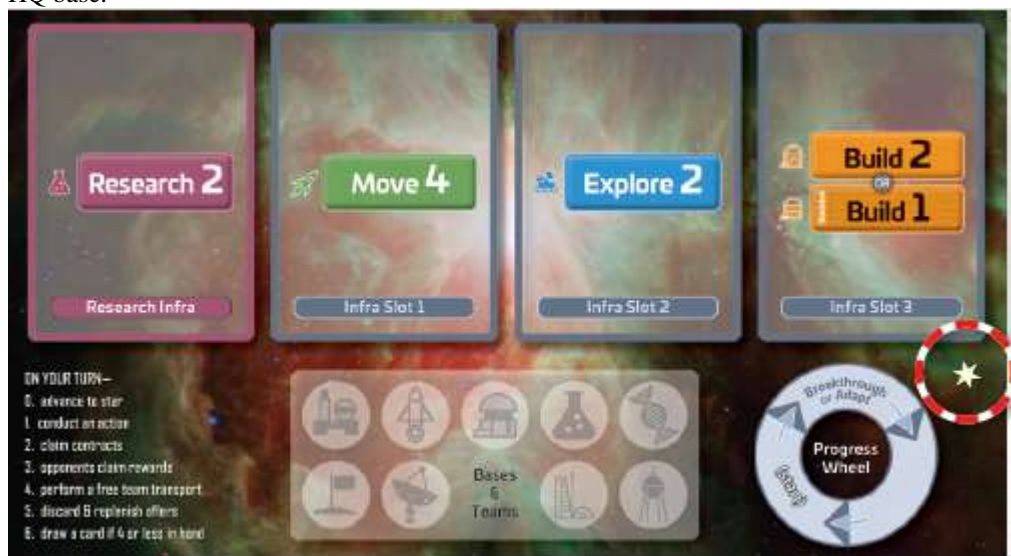 HQ base.
Research 2
Move 4
Explore 2
Build 2
OR
Build 1
Research Infra
Infra Slot 1
Infra Slot 2
Infra Slot 3
ON YOUR TURN—
0. advance to star
1. conduct an action
2. claim contracts
3. opponents claim rewards
4. perform a free team transport
5. discard & replenish offers
6. draw a card if 4 or less in hand
Bases
&
Teams
Breakthrough
or Adapt
Progress
Wheel
Start